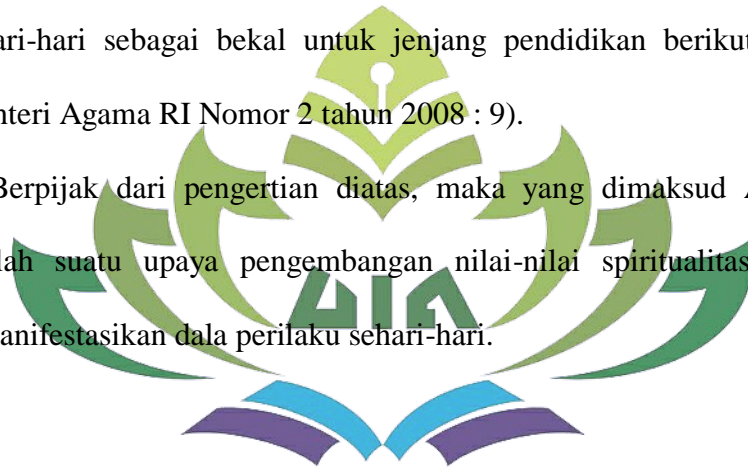 ari-hari sebagai bekal untuk jenjang pendidikan berikut
nteri Agama RI Nomor 2 tahun 2008 : 9).
Berpijak dari pengertian diatas, maka yang dimaksud
lah suatu upaya pengembangan nilai-nilai spiritualitas
anifestasikan dala perilaku sehari-hari.
UIA